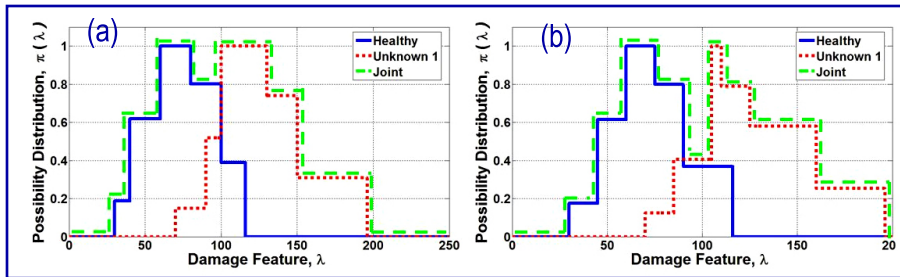 (a)
Healthy
Unknown 1
Joint
1
0.8
0.6
0.4
0.2
0
0 50 100 150 200 250
Possibility Distribution, π ( λ )
Damage Feature, λ
(b)
Healthy
Unknown 1
Joint
1
0.8
0.6
0.4
0.2
0
0 50 100 150 20
Possibility Distribution, π ( λ )
Damage Feature, λ